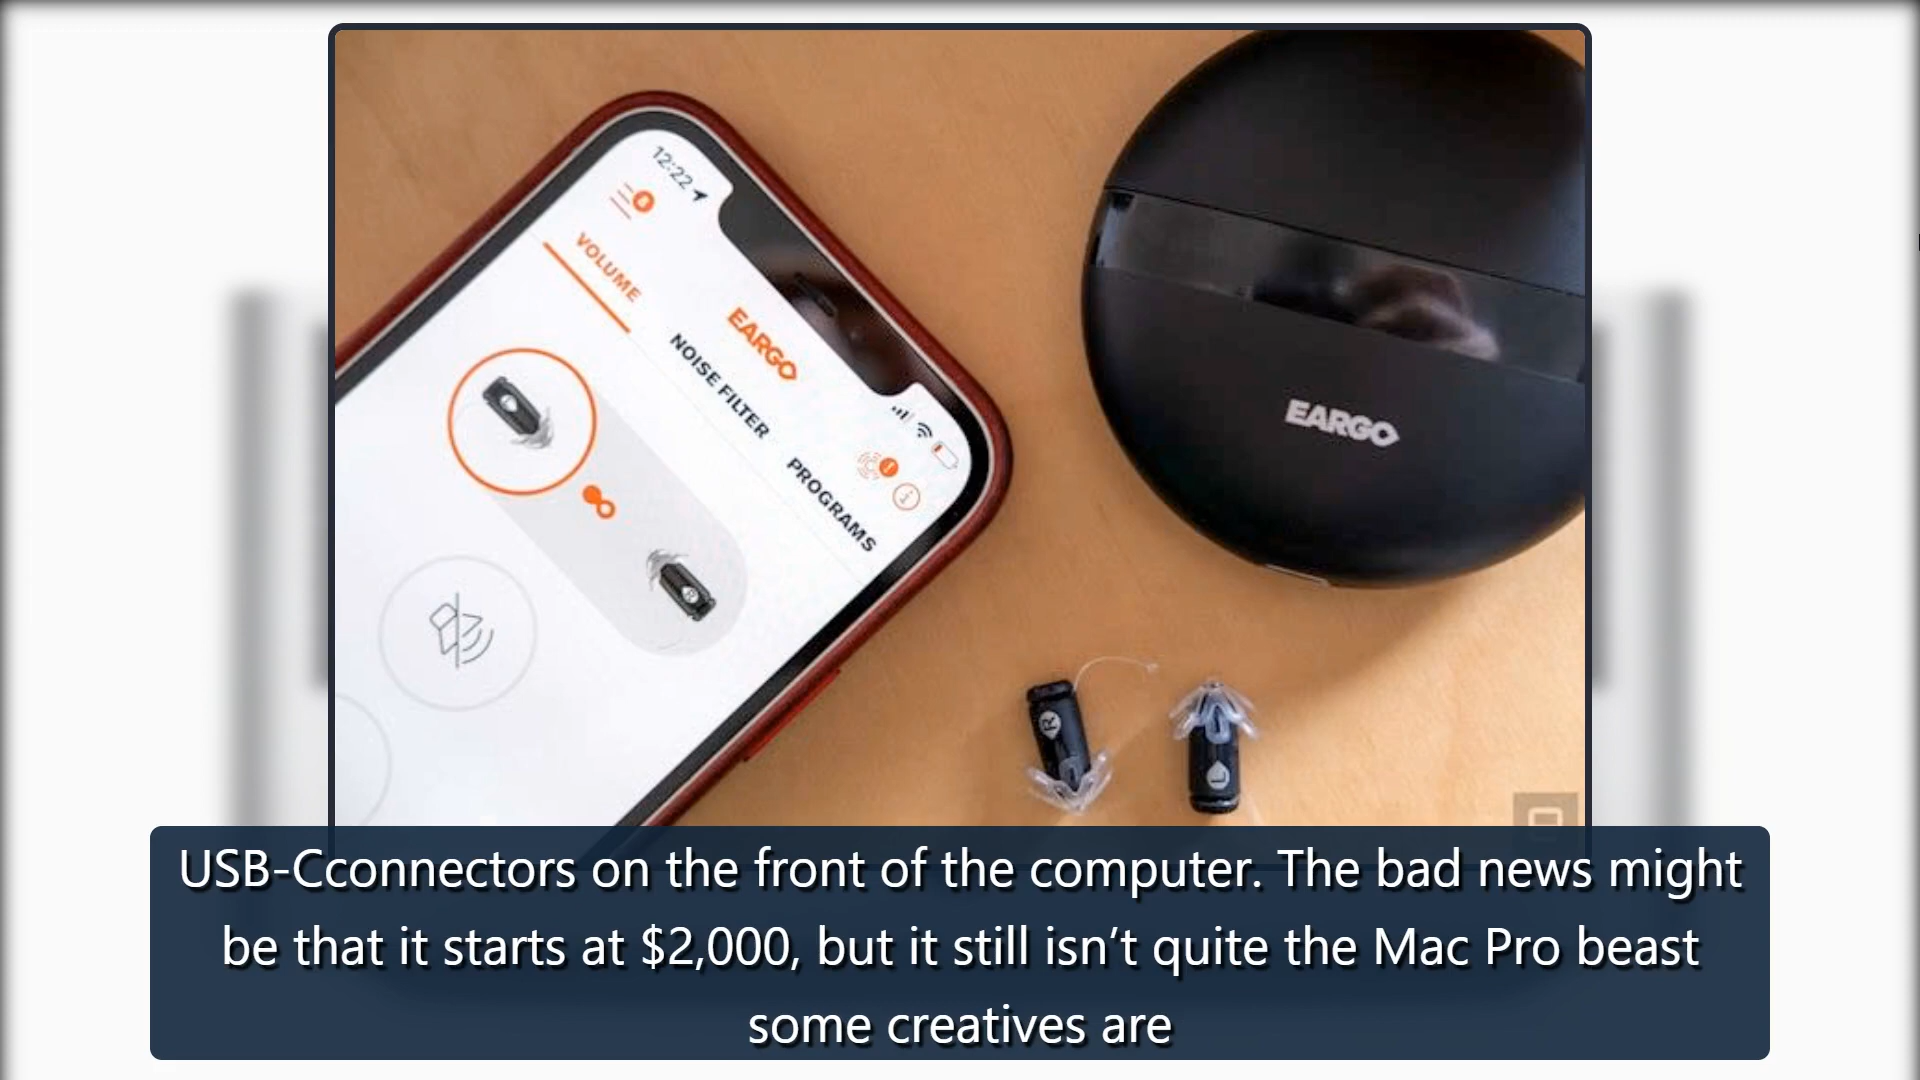 12:22
VOLUME
EARGO
NOISE FILTER
PROGRAMS
L
R
EARGO
R
L
USB-Cconnectors on the front of the computer. The bad news might
be that it starts at $2,000, but it still isn’t quite the Mac Pro beast
some creatives are